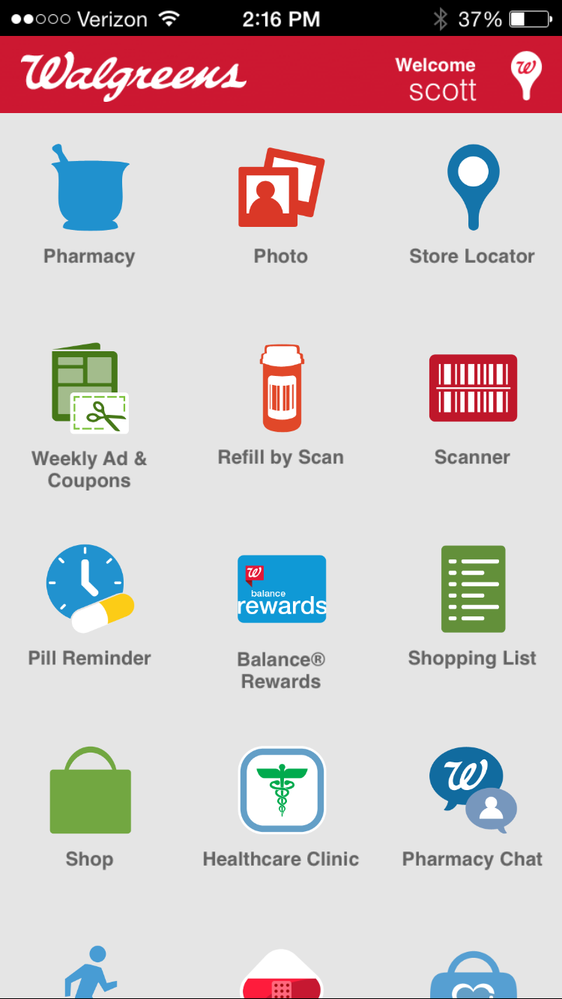 Verizon 2:16 PM 37%
Walgreens
Welcome
scott
Pharmacy
Photo
Store Locator
Weekly Ad &
Coupons
Refill by Scan
Scanner
Pill Reminder
balance
rewards
Balance®
Rewards
Shopping List
Shop
Healthcare Clinic
W
Pharmacy Chat